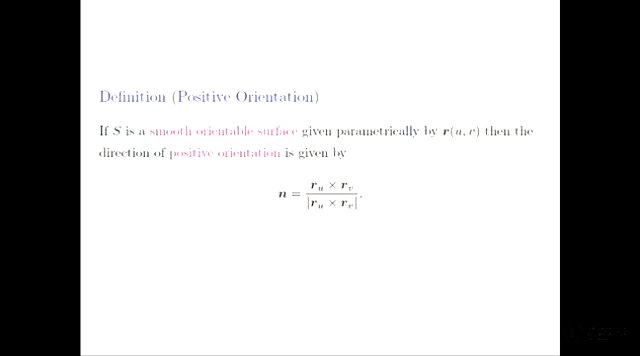 Definition (Positive Orientation)
If S is a smooth orientable surface given parametrically by r(u, v) then the
direction of positive orientation is given by
n = (r_u × r_v) / |r_u × r_v|.